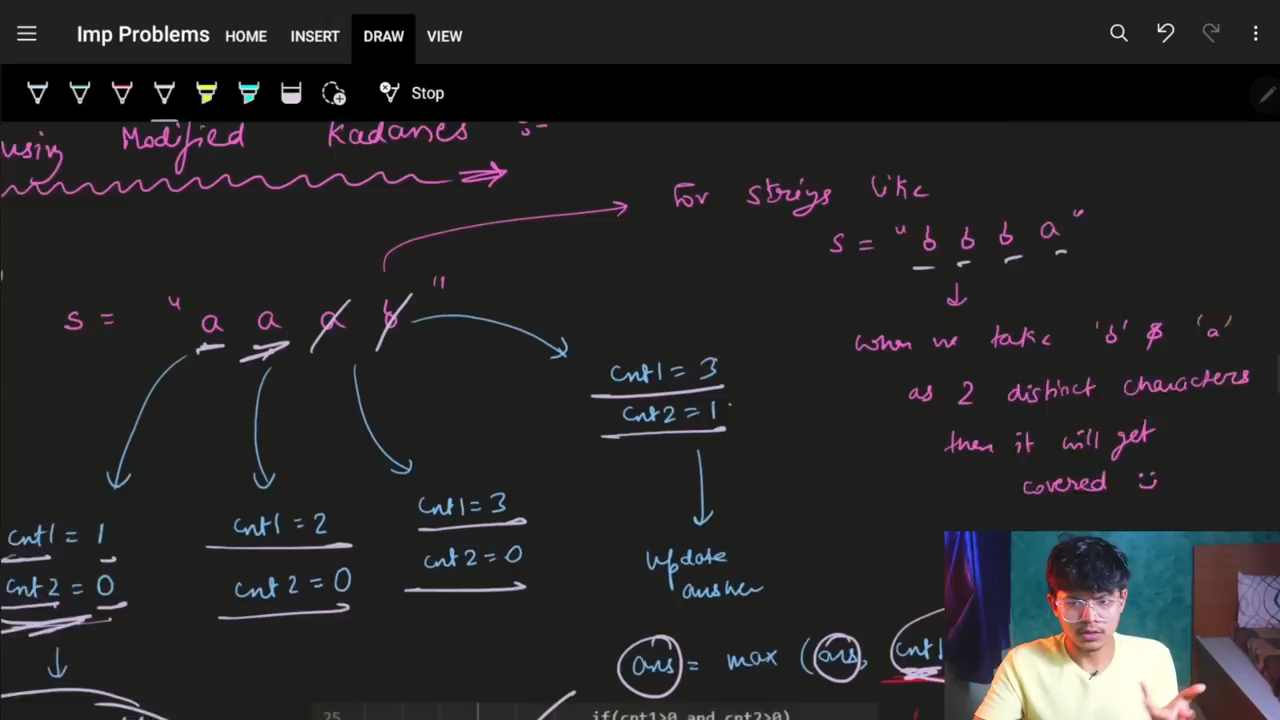 Imp Problems HOME INSERT DRAW VIEW
Stop
using Modified Kadanes :-
For strings like
s = "b b b a"
s = "a a a b"
when we take 'b' & 'a'
as 2 distinct characters
then it will get
covered
cnt1 = 3
cnt2 = 1
cnt1 = 1
cnt2 = 0
cnt1 = 2
cnt2 = 0
cnt1 = 3
cnt2 = 0
update
answer
ans = max (ans, cnt1
25 if(cnt1>0 and cnt2>0)